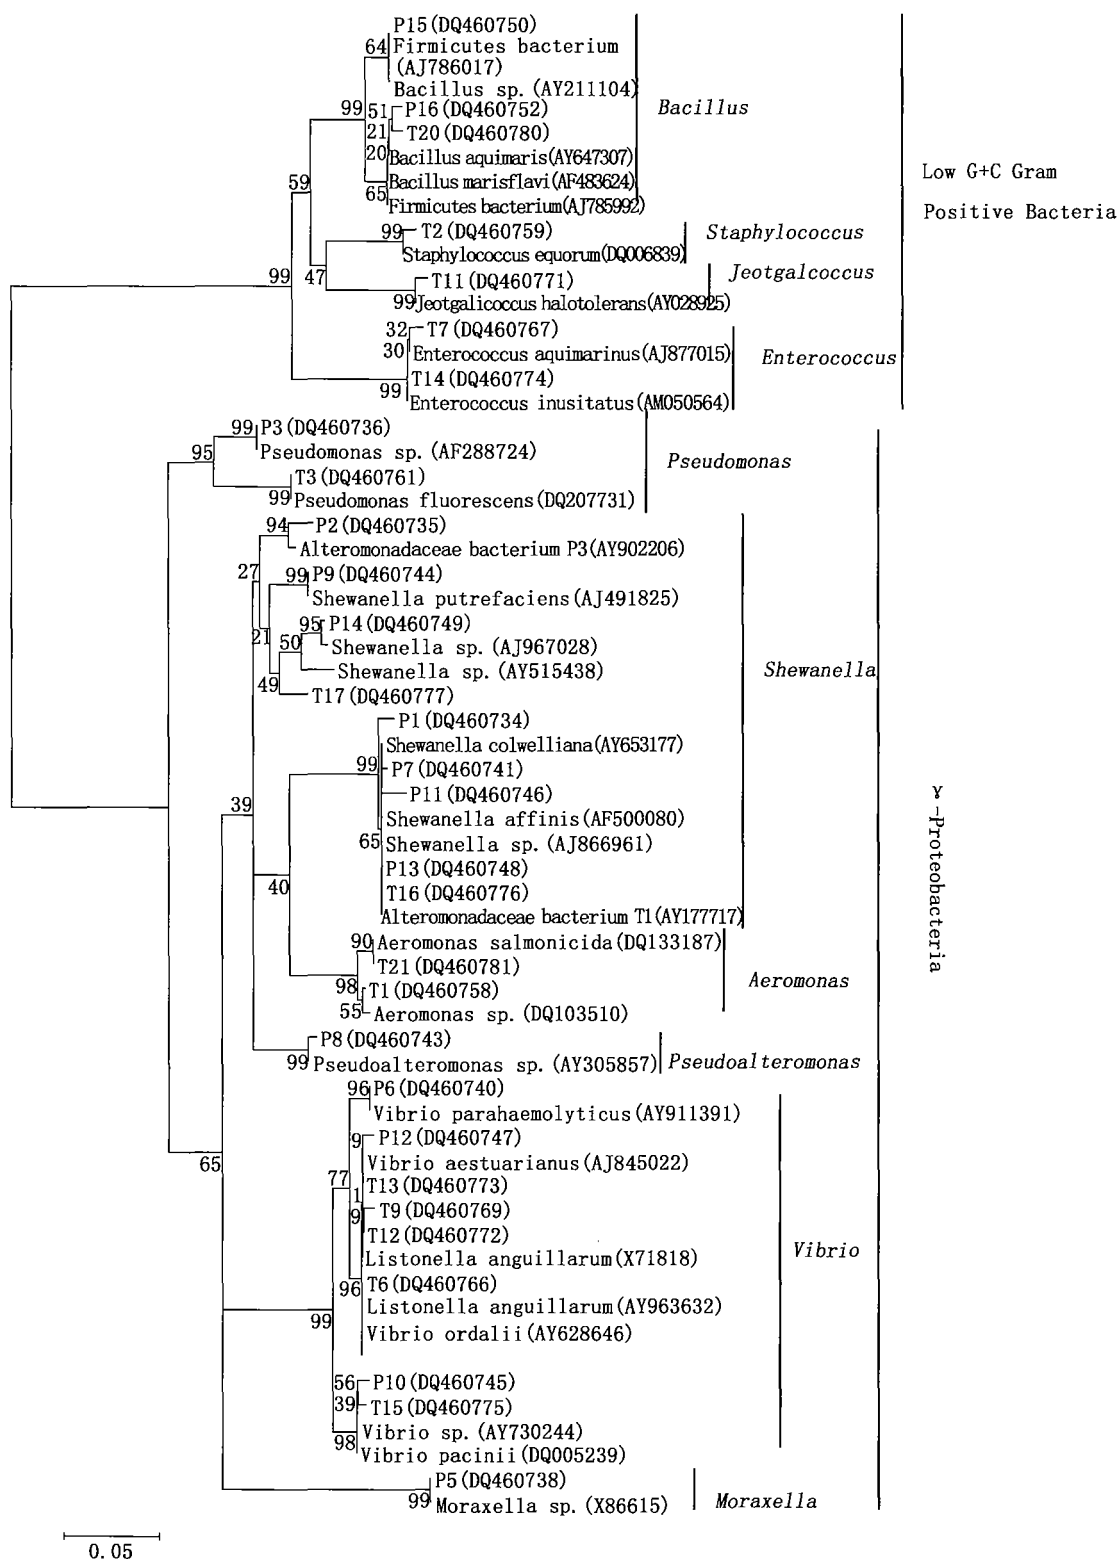 P15(DQ460750)
64
Firmicutes bacterium
(AJ786017)
Bacillus sp.(AY211104)
99
51
P16(DQ460752)
Bacillus
21
T20(DQ460780)
20
Bacillus aquimaris(AY647307)
Low G+C Gram
59
Bacillus marisflavi(AF483624)
65
Firmicutes bacterium(AJ785992)
Positive Bacteria
99
T2(DQ460759)
Staphylococcus
Staphylococcus equorum(DQ006839)
99
47
T11(DQ460771)
Jeotgalcoccus
99
Jeotgalicoccus halotolerans(AY028925)
32
T7(DQ460767)
30
Enterococcus aquimarinus(AJ877015)
Enterococcus
T14(DQ460774)
99
Enterococcus inusitatus(AM050564)
99
P3(DQ460736)
95
Pseudomonas sp.(AF288724)
Pseudomonas
T3(DQ460761)
99
Pseudomonas fluorescens(DQ207731)
94
P2(DQ460735)
Alteromonadaceae bacterium P3(AY902206)
27
99
P9(DQ460744)
Shewanella putrefaciens(AJ491825)
95
P14(DQ460749)
21
50
Shewanella sp.(AJ967028)
Shewanella sp.(AY515438)
Shewanella
49
T17(DQ460777)
P1(DQ460734)
Shewanella colwelliana(AY653177)
99
P7(DQ460741)
P11(DQ460746)
39
Shewanella affinis(AF500080)
65
Shewanella sp.(AJ866961)
P13(DQ460748)
γ-Proteobacteria
40
T16(DQ460776)
Alteromonadaceae bacterium T1(AY177717)
90
Aeromonas salmonicida(DQ133187)
T21(DQ460781)
Aeromonas
98
T1(DQ460758)
55
Aeromonas sp.(DQ103510)
P8(DQ460743)
99
Pseudoalteromonas sp.(AY305857)
Pseudoalteromonas
96
P6(DQ460740)
Vibrio parahaemolyticus(AY911391)
9
P12(DQ460747)
65
Vibrio aestuarianus(AJ845022)
77
T13(DQ460773)
1
9
T9(DQ460769)
T12(DQ460772)
Vibrio
Listonella anguillarum(X71818)
96
T6(DQ460766)
Listonella anguillarum(AY963632)
99
Vibrio ordalii(AY628646)
56
P10(DQ460745)
39
T15(DQ460775)
Vibrio sp.(AY730244)
98
Vibrio pacinii(DQ005239)
P5(DQ460738)
99
Moraxella sp.(X86615)
Moraxella
0.05